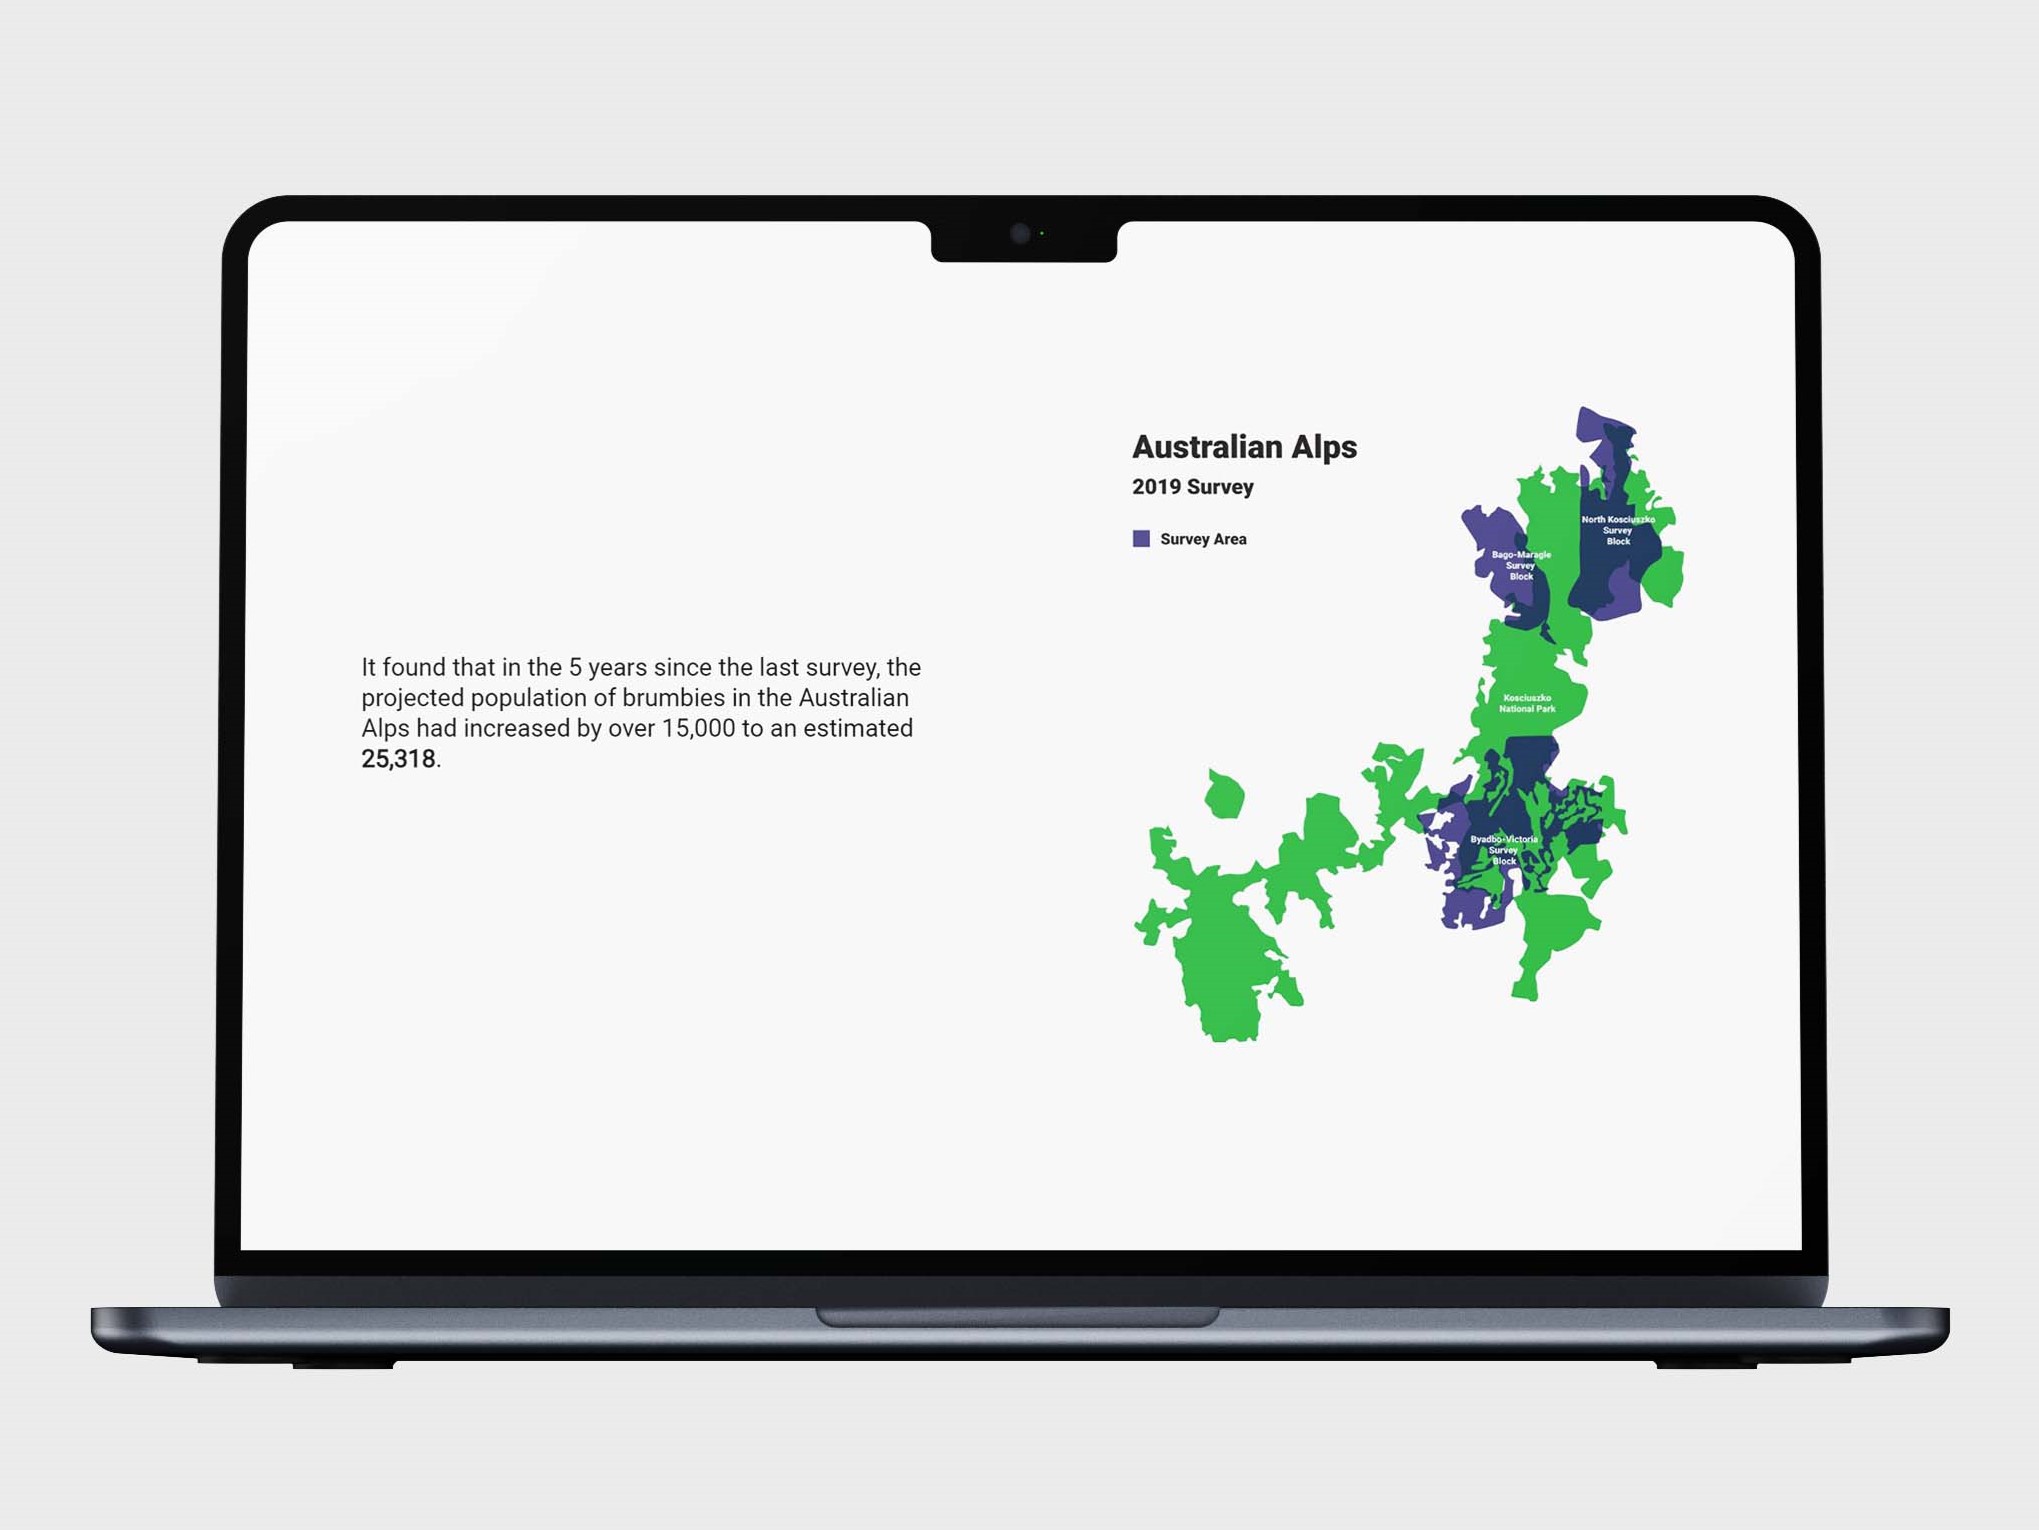 Australian Alps
2019 Survey
Survey Area
North Kosciuszko
Survey
Block
Bago-Maragle
Survey
Block
It found that in the 5 years since the last survey, the
projected population of brumbies in the Australian
Alps had increased by over 15,000 to an estimated
25,318.
Kosciuszko
National Park
Byadbo-Victoria
Survey
Block